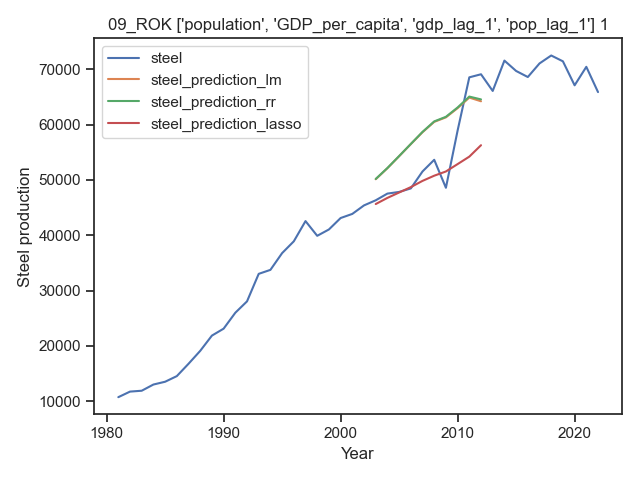 09_ROK ['population', 'GDP_per_capita', 'gdp_lag_1', 'pop_lag_1'] 1
steel
steel_prediction_lm
steel_prediction_rr
steel_prediction_lasso
70000
60000
50000
40000
30000
20000
10000
Steel production
1980 1990 2000 2010 2020
Year